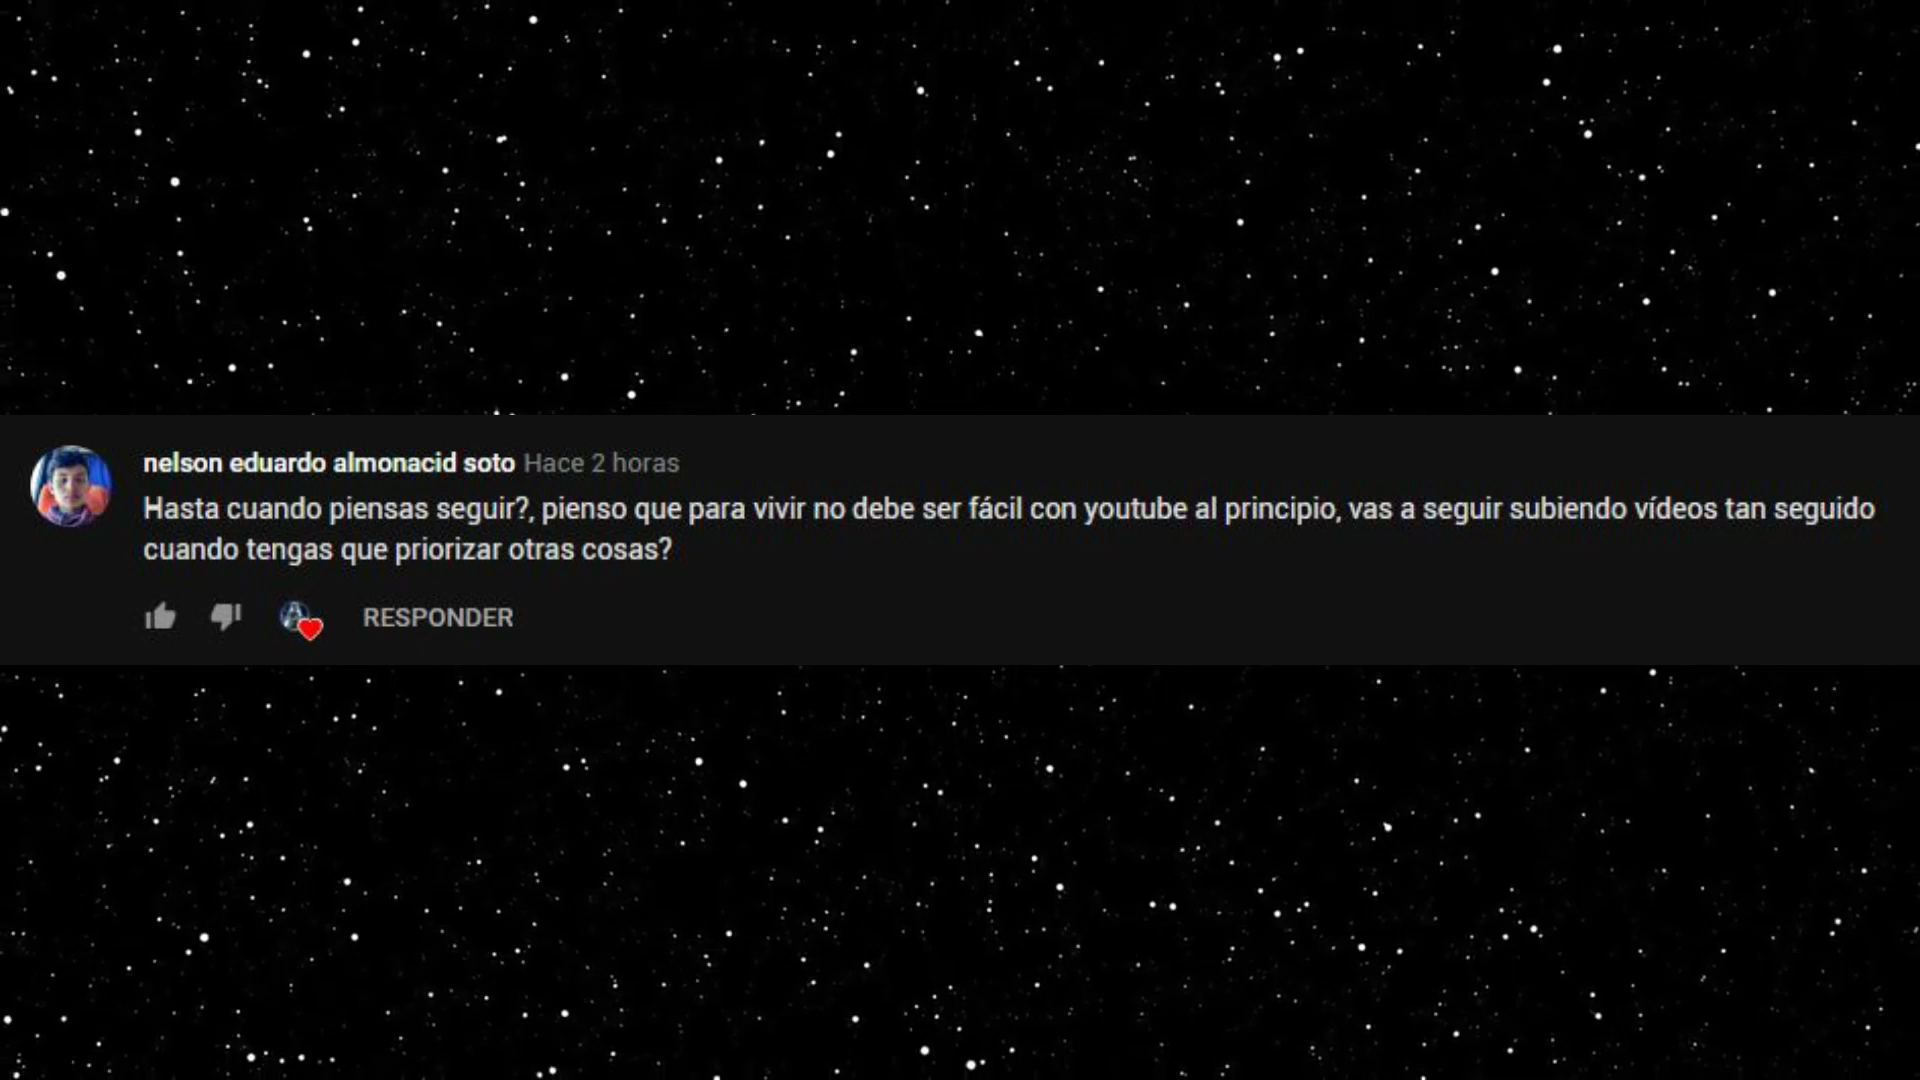 nelson eduardo almonacid soto Hace 2 horas
Hasta cuando piensas seguir?, pienso que para vivir no debe ser fácil con youtube al principio, vas a seguir subiendo vídeos tan seguido
cuando tengas que priorizar otras cosas?
RESPONDER